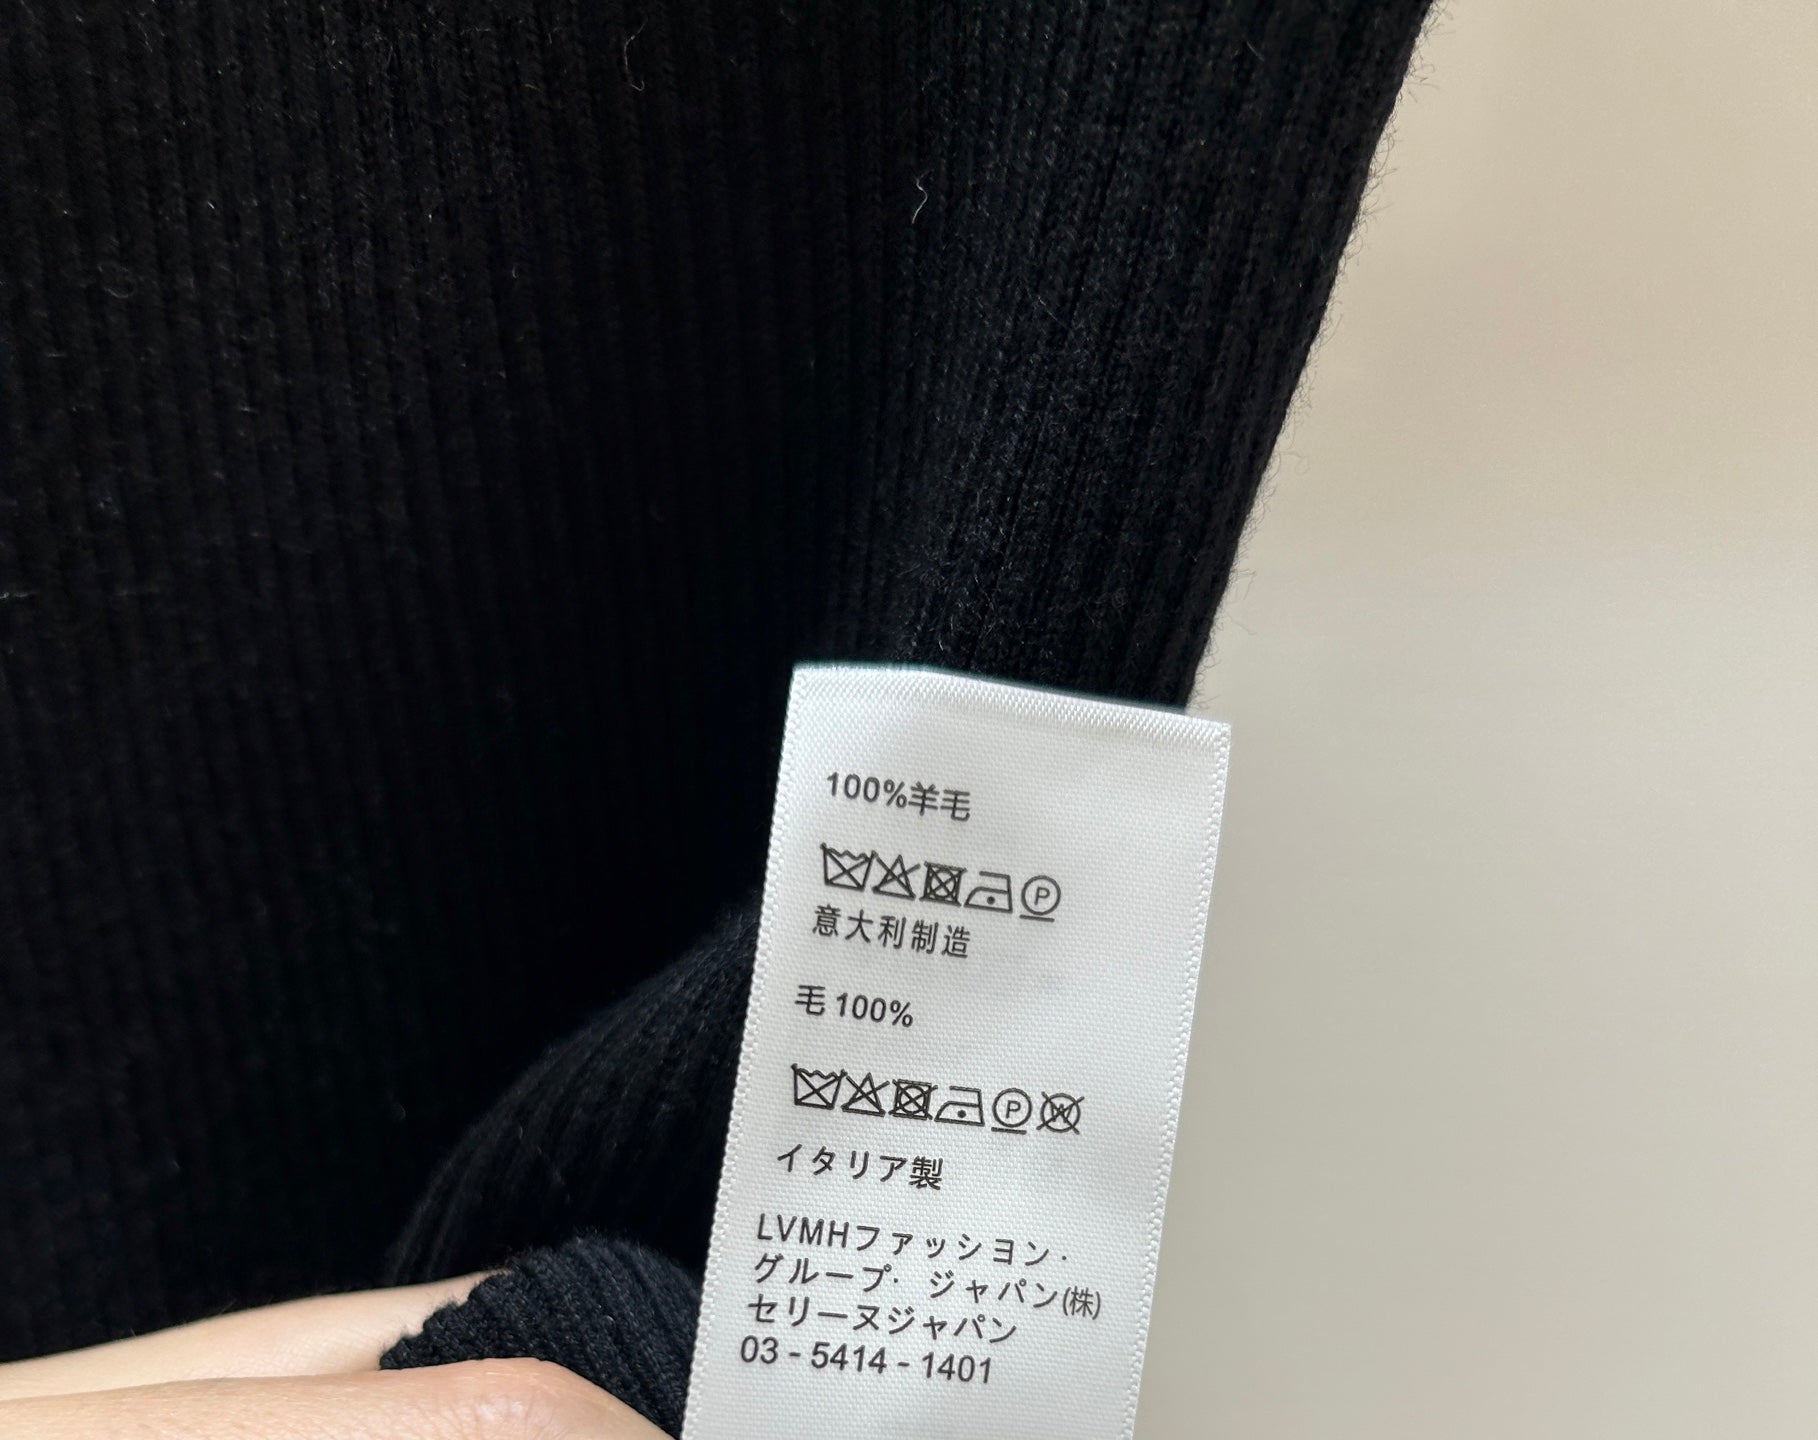 100%羊毛
P
意大利制造
毛 100%
P W
イタリア製
LVMHファッション·
グループ· ジャパン(株)
セリーヌジャパン
03 - 5414 - 1401